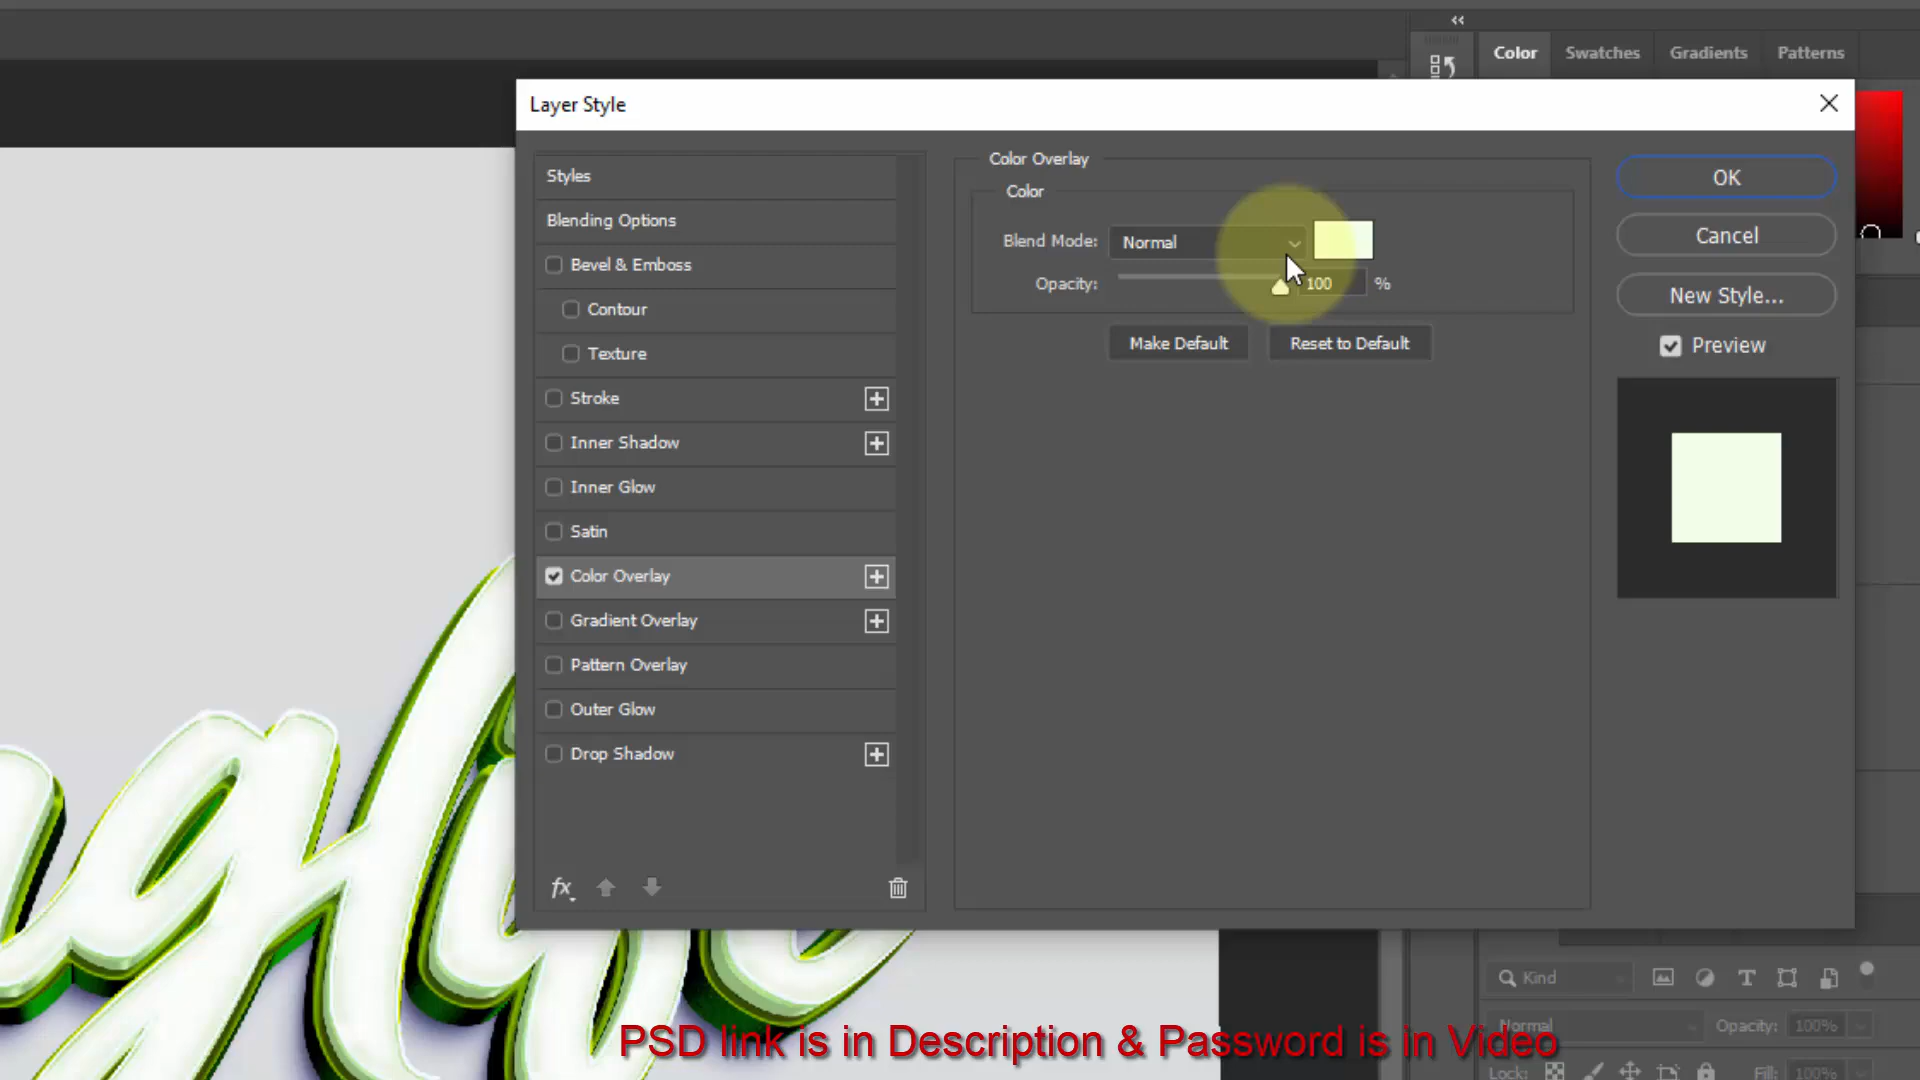 Color
Swatches
Gradients
Patterns
Layer Style
Styles
Blending Options
Bevel & Emboss
Contour
Texture
Stroke
Inner Shadow
Inner Glow
Satin
Color Overlay
Gradient Overlay
Pattern Overlay
Outer Glow
Drop Shadow
fx
Color Overlay
Color
Blend Mode: Normal
Opacity: 100 %
Make Default
Reset to Default
OK
Cancel
New Style...
Preview
Kind
Normal
Opacity: 100%
Lock:
Fill: 100%
PSD link is in Description & Password is in Video